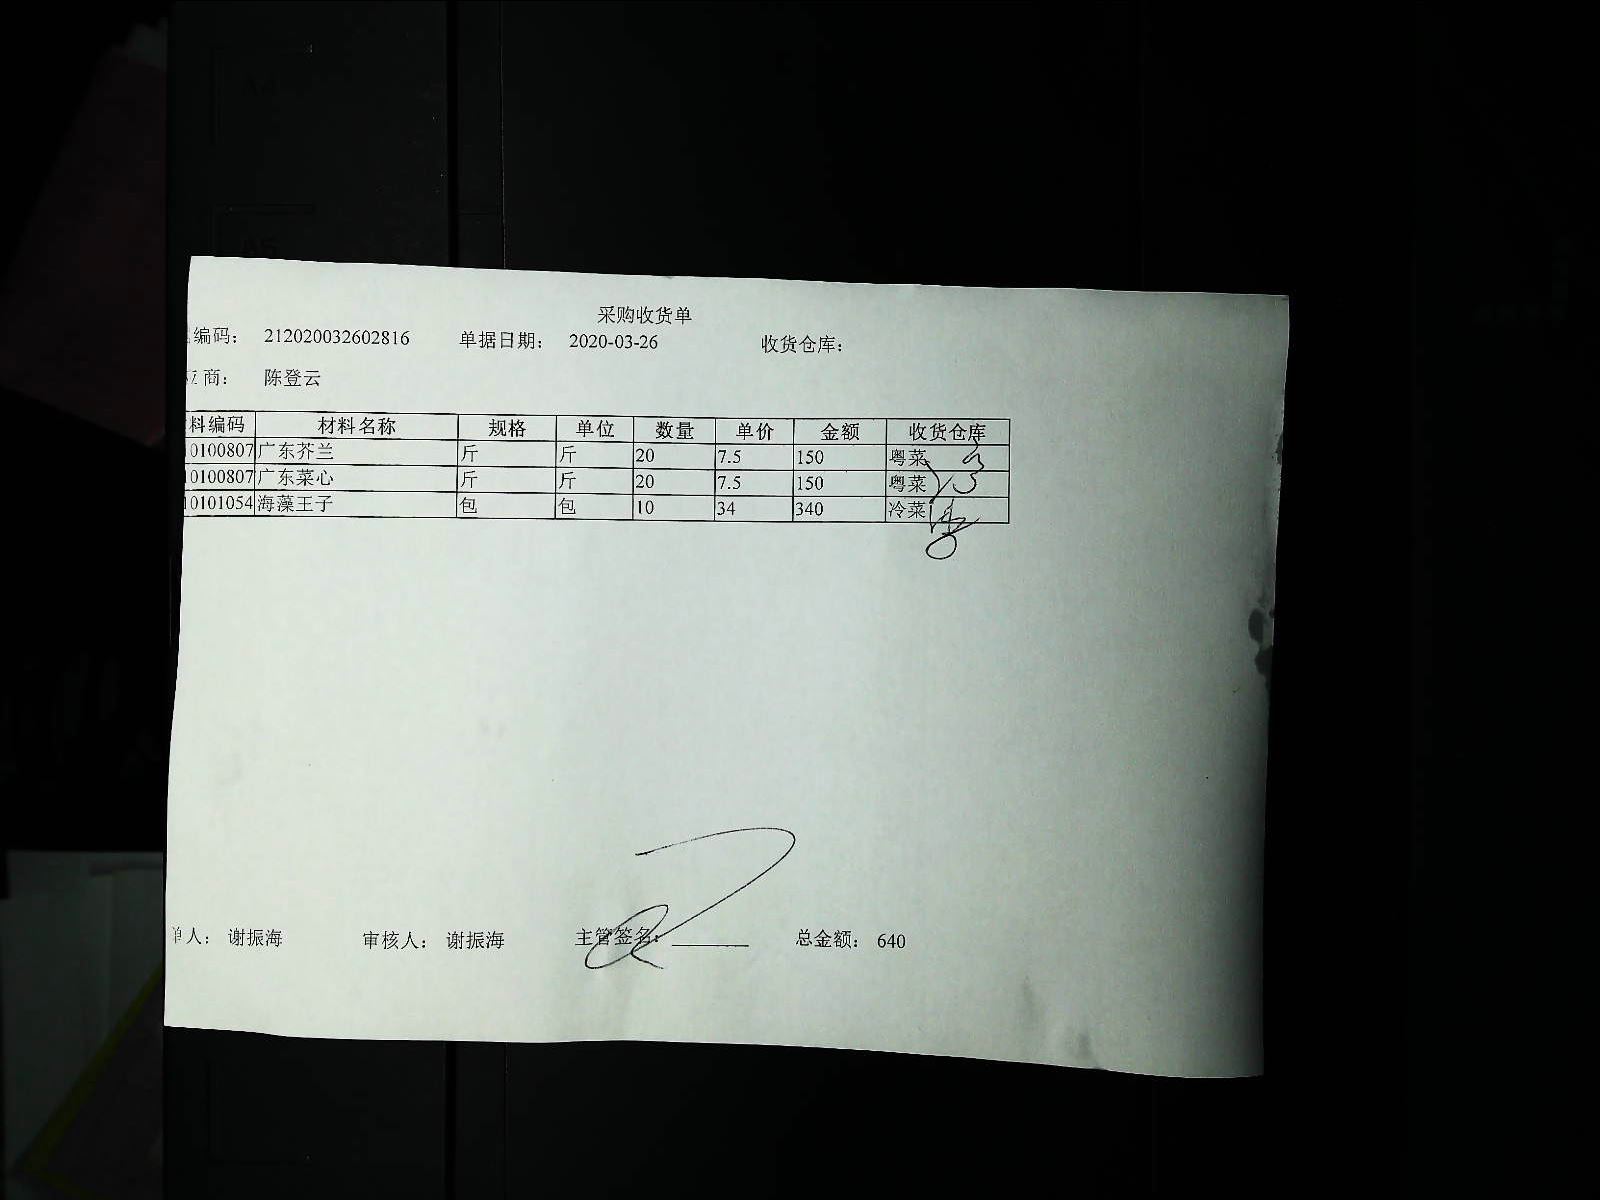 采购收货单
编码： 212020032602816 单据日期： 2020-03-26 收货仓库：
应商： 陈登云
料编码 材料名称 规格 单位 数量 单价 金额 收货仓库
0100807 广东芥兰 斤 斤 20 7.5 150 粤菜
0100807 广东菜心 斤 斤 20 7.5 150 粤菜
10101054 海藻王子 包 包 10 34 340 冷菜
单人： 谢振海 审核人： 谢振海 主管签名： 总金额： 640